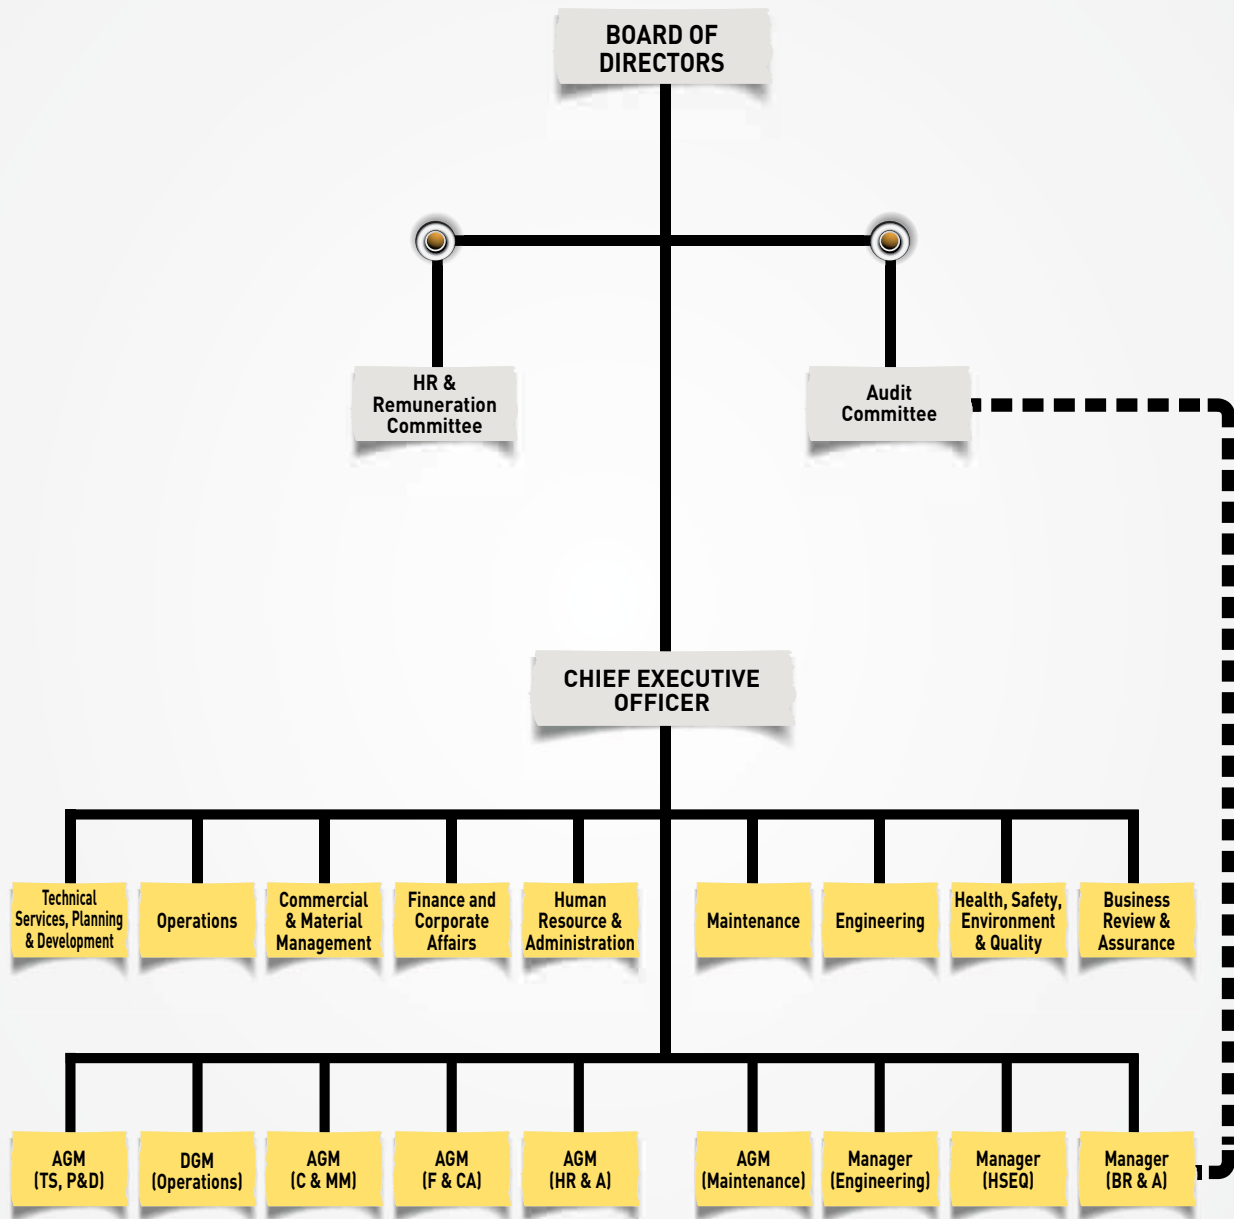 BOARD OF
DIRECTORS
HR &
Remuneration
Committee
Audit
Committee
CHIEF EXECUTIVE
OFFICER
Technical
Services, Planning
& Development
Operations
Commercial
& Material
Management
Finance and
Corporate
Affairs
Human
Resource &
Administration
Maintenance
Engineering
Health, Safety,
Environment
& Quality
Business
Review &
Assurance
AGM
(TS, P&D)
DGM
(Operations)
AGM
(C & MM)
AGM
(F & CA)
AGM
(HR & A)
AGM
(Maintenance)
Manager
(Engineering)
Manager
(HSEQ)
Manager
(BR & A)